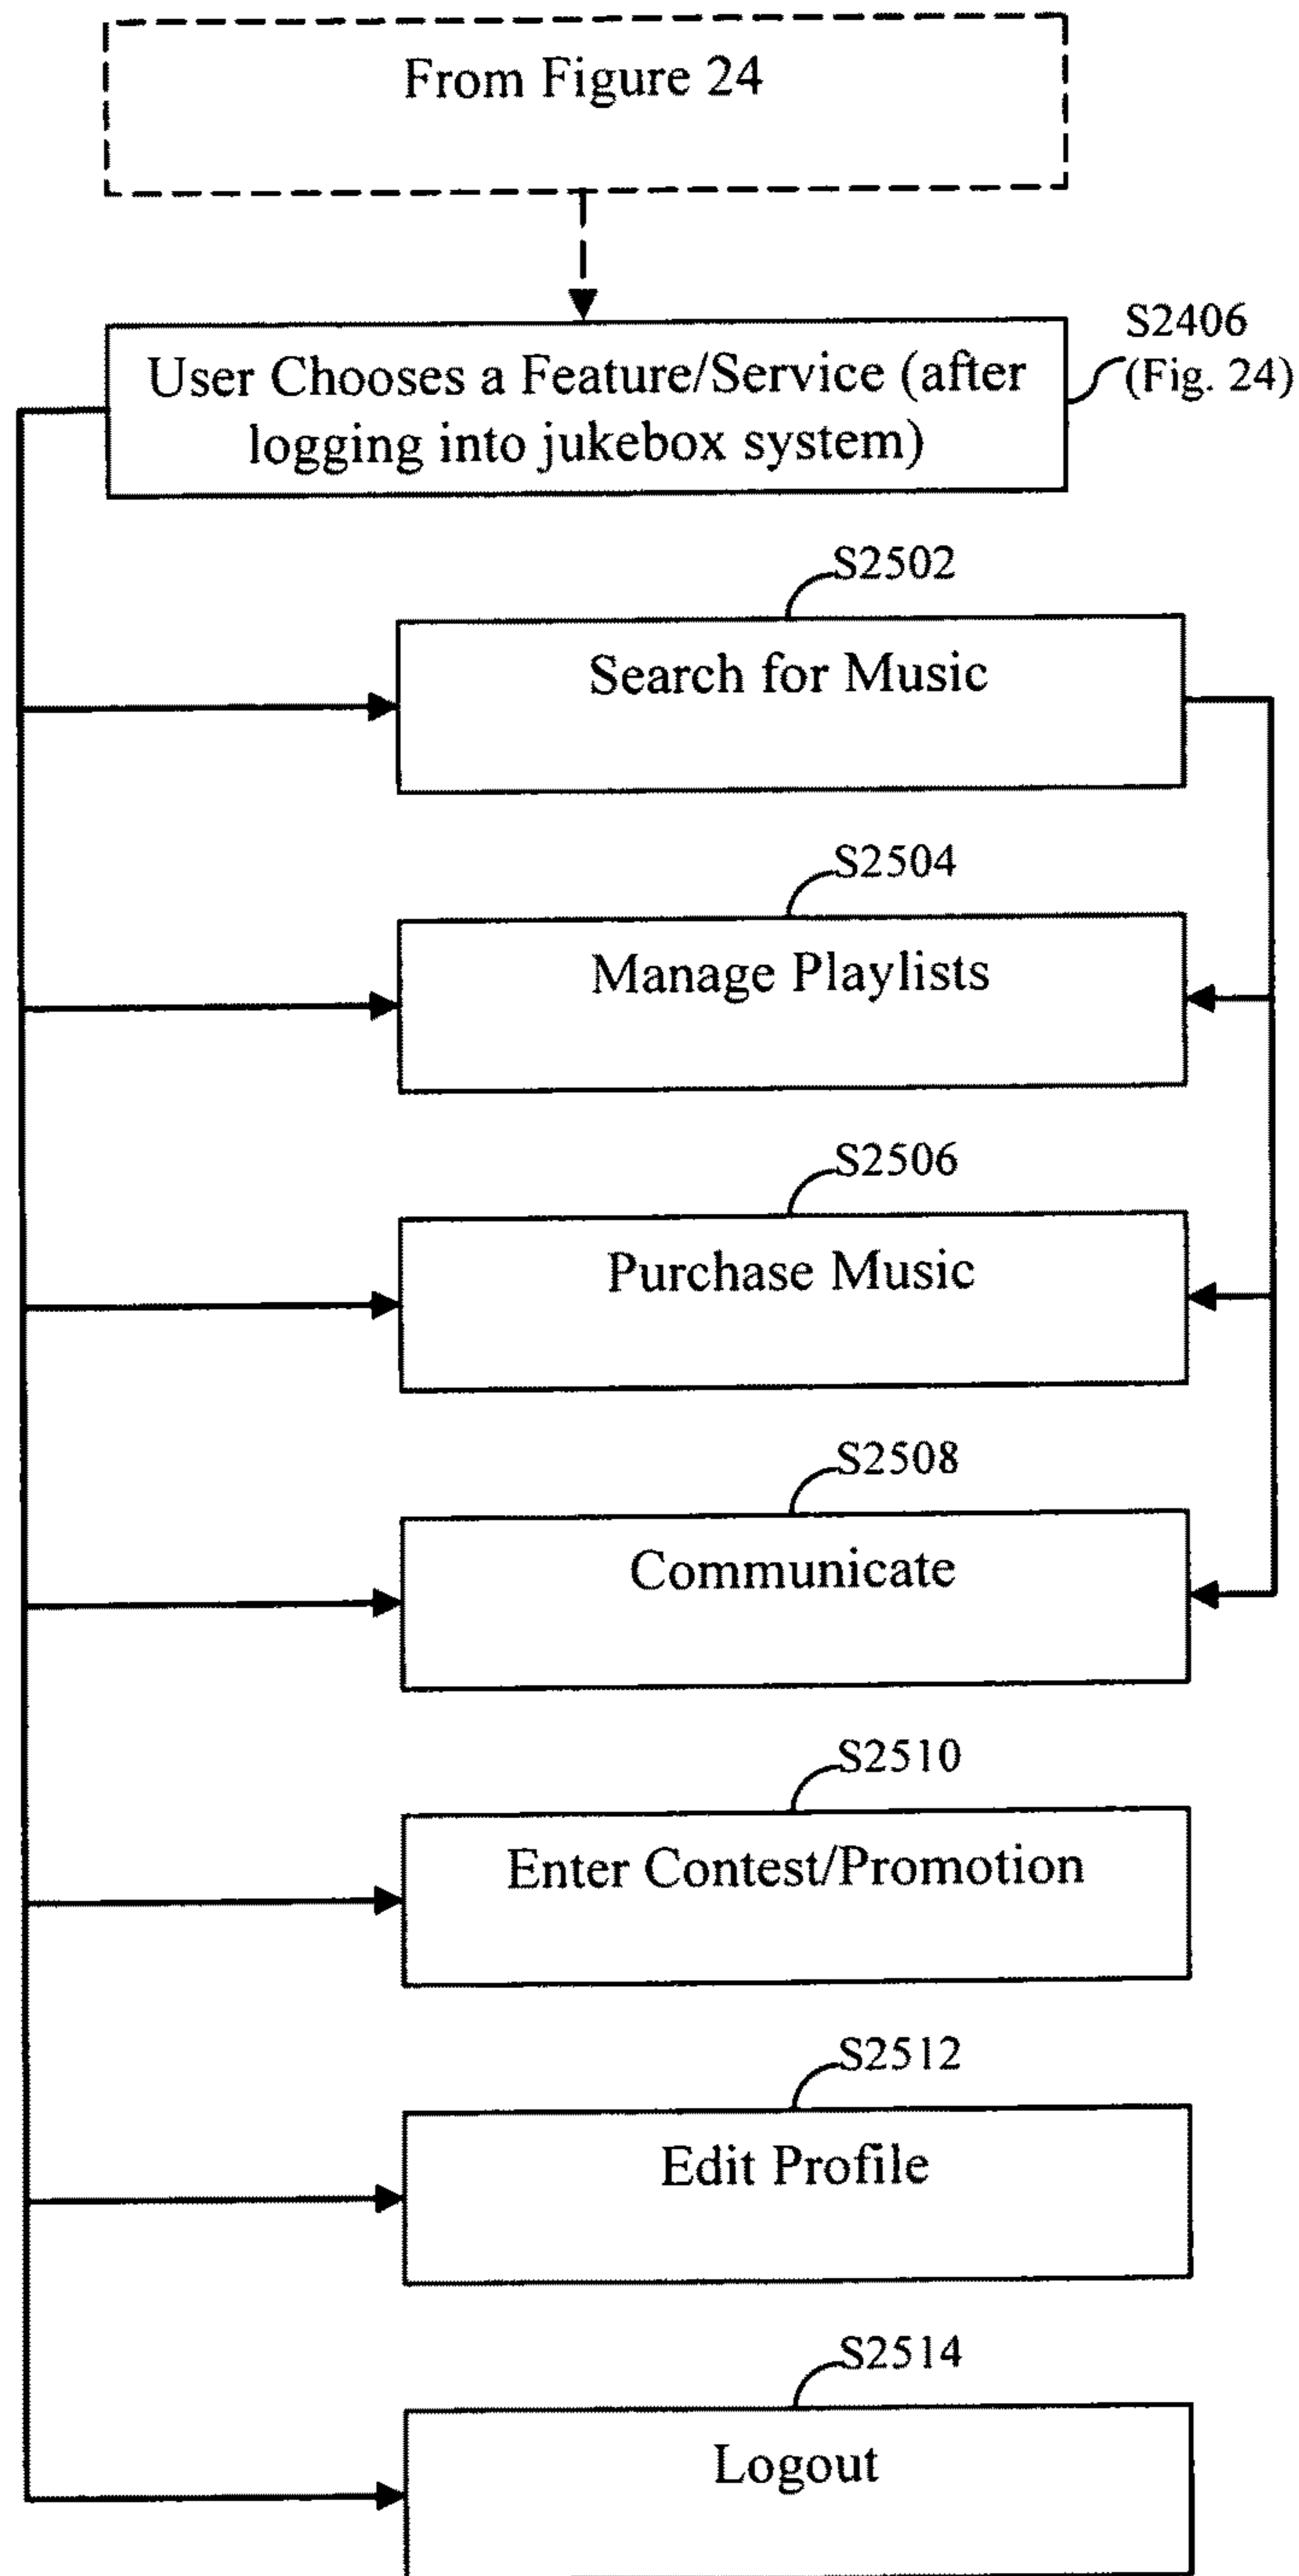 From Figure 24
User Chooses a Feature/Service (after
logging into jukebox system)
S2406
(Fig. 24)
S2502
Search for Music
S2504
Manage Playlists
S2506
Purchase Music
S2508
Communicate
S2510
Enter Contest/Promotion
S2512
Edit Profile
S2514
Logout